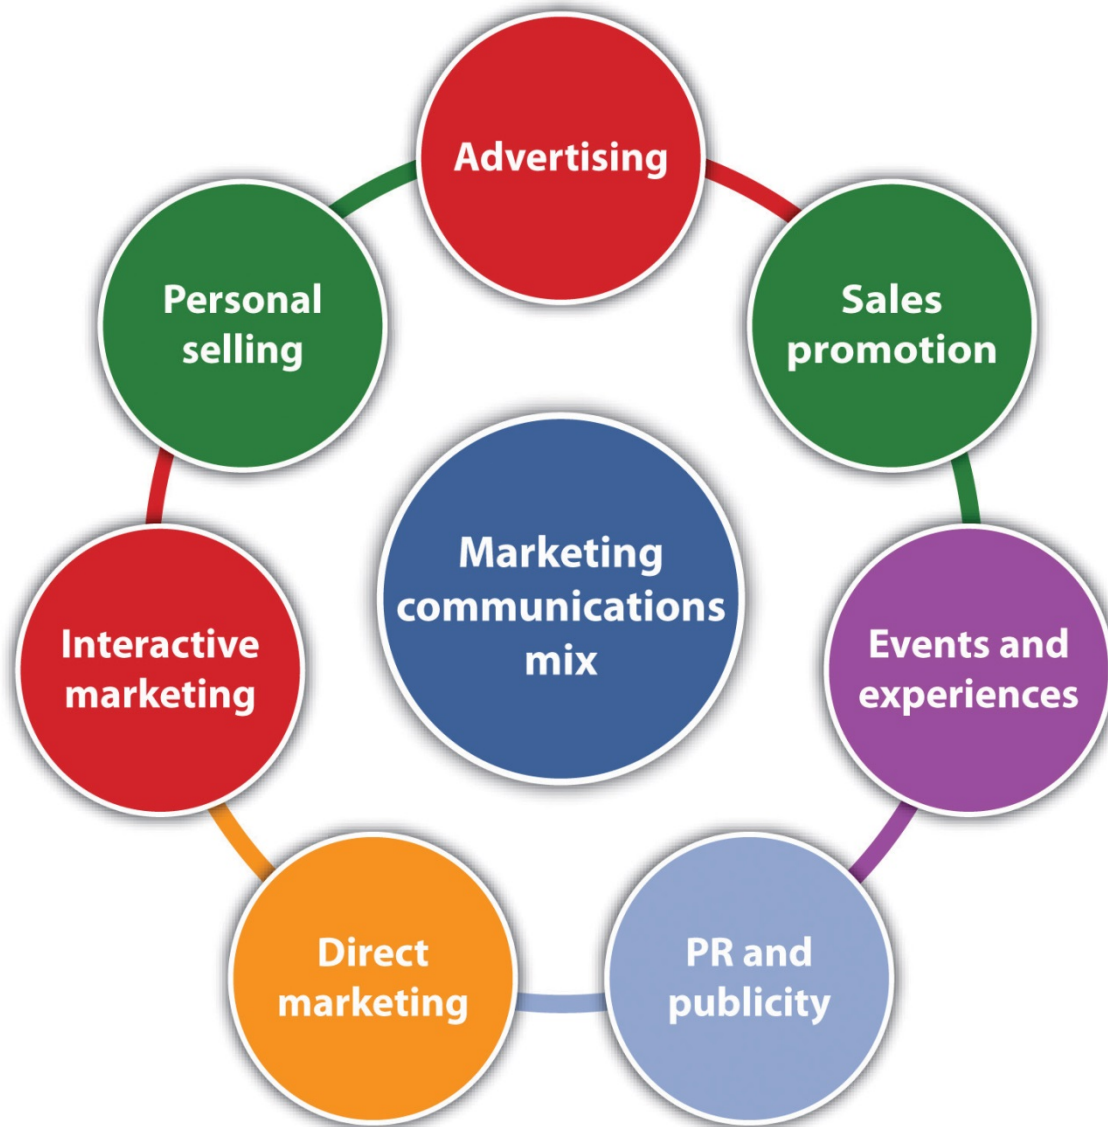 Advertising
Sales
promotion
Events and
experiences
PR and
publicity
Direct
marketing
Interactive
marketing
Personal
selling
Marketing
communications
mix